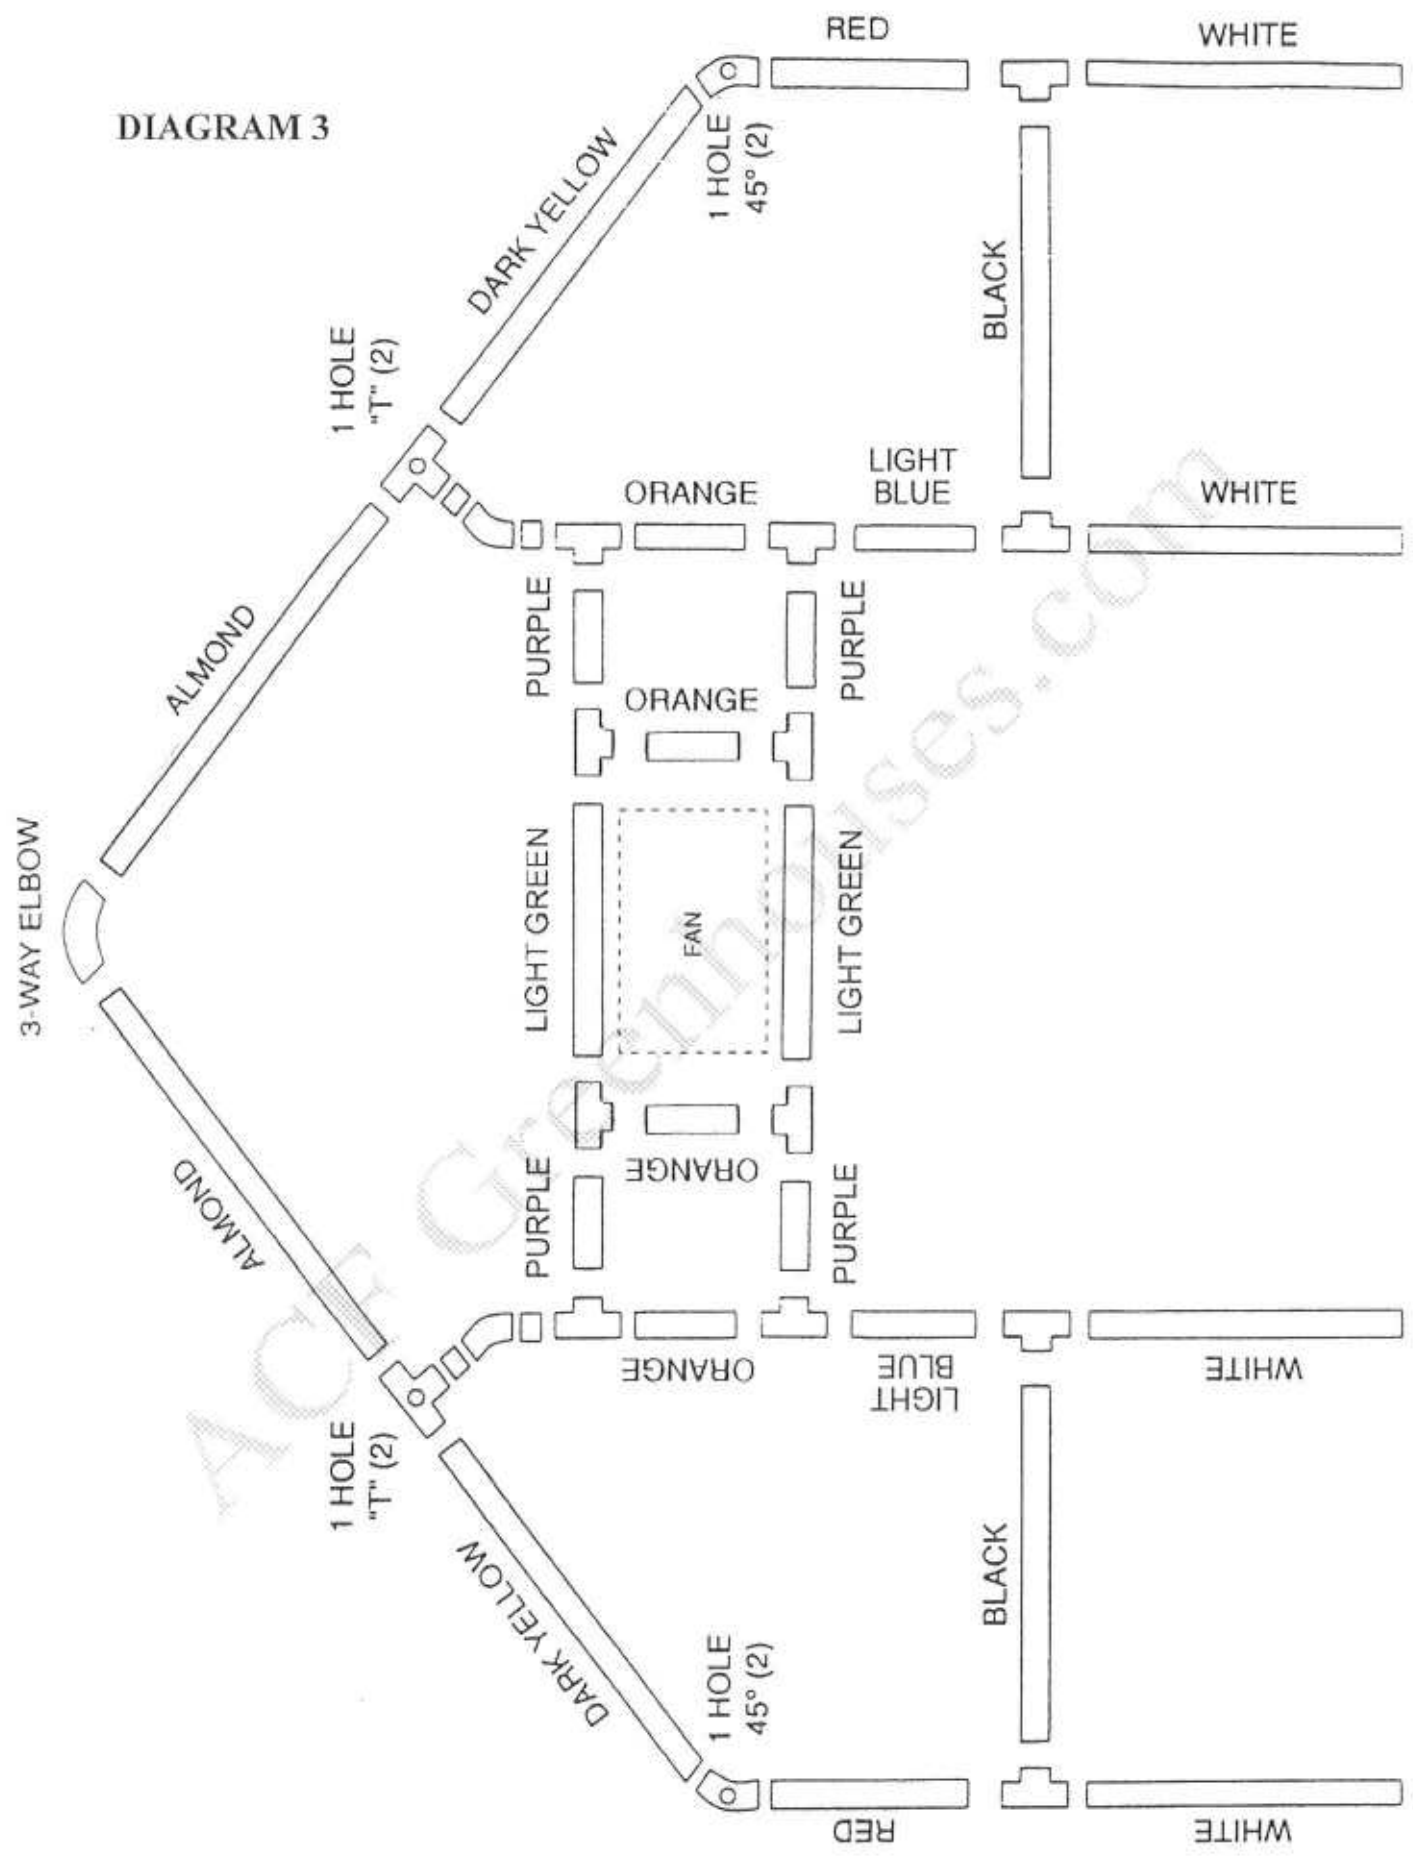 RED
WHITE
DIAGRAM 3
1 HOLE
45° (2)
DARK YELLOW
BLACK
1 HOLE
"T" (2)
LIGHT
BLUE
ORANGE
WHITE
PURPLE
PURPLE
ALMOND
ORANGE
3-WAY ELBOW
LIGHT GREEN
FAN
LIGHT GREEN
ALMOND
ORANGE
PURPLE
PURPLE
ORANGE
LIGHT
BLUE
WHITE
1 HOLE
"T" (2)
BLACK
DARK YELLOW
1 HOLE
45° (2)
RED
WHITE
ACF Greenhouses.com